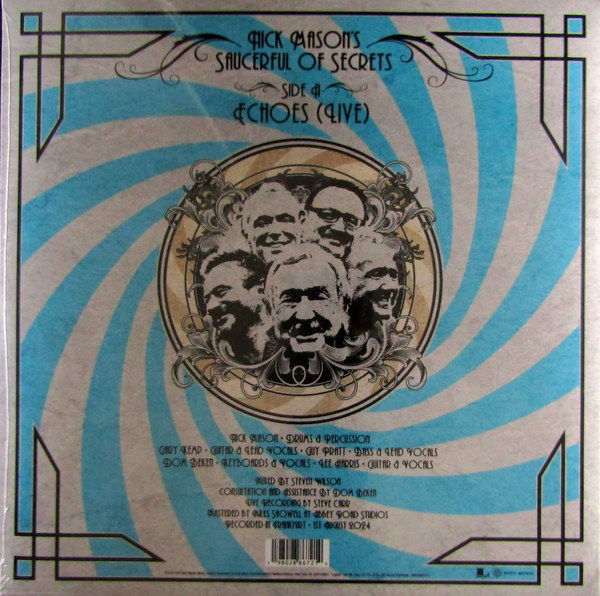 Nick Mason's
Saucerful of Secrets
Side A
Echoes (Live)
Nick Mason • Drums & Percussion
Gary Kemp • Guitar & Lead Vocals • Guy Pratt • Bass & Lead Vocals
Dom Beken • Keyboards & Vocals • Lee Harris • Guitar & Vocals
Mixed by Steven Wilson
Consultation and Assistance by Dom Beken
Live Recording by Steve Carr
Mastered by Miles Showell at Abbey Road Studios
Recorded at Frankfurt • 1st August 2024